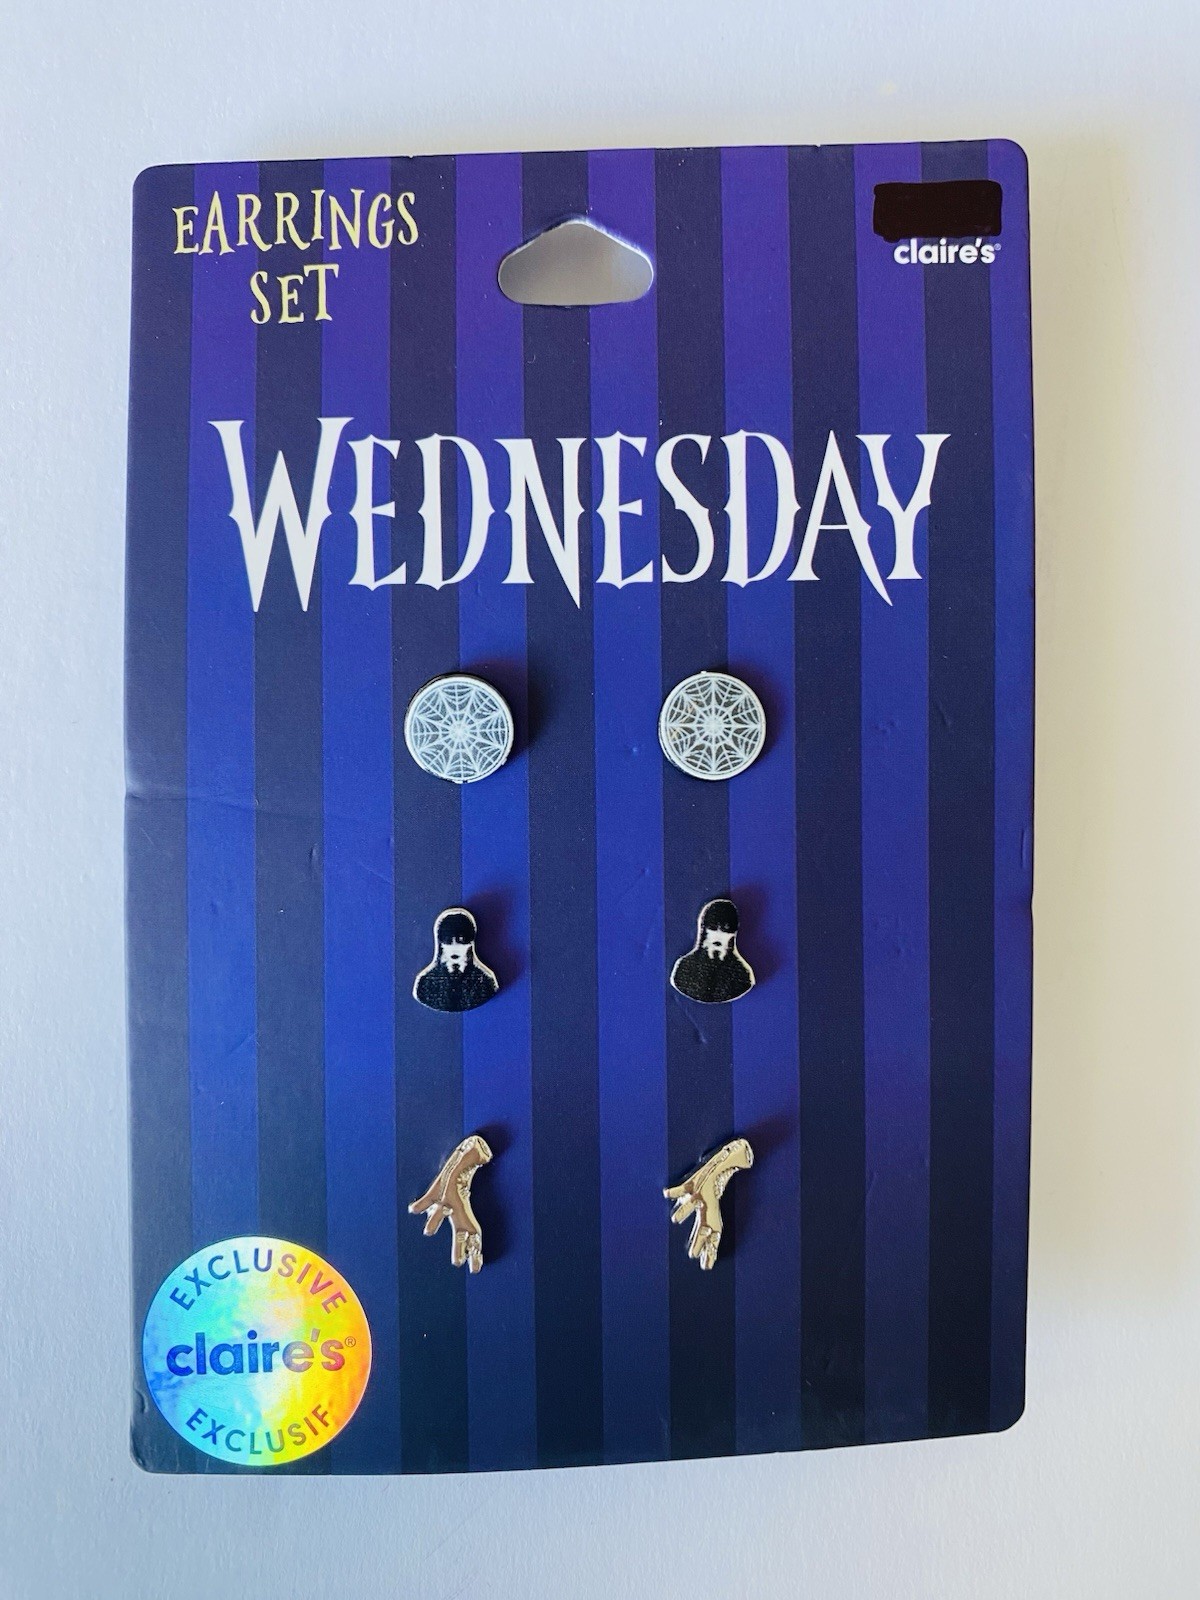 EARRINGS
SET
claire's®
WEDNESDAY
EXCLUSIVE
claire's®
EXCLUSIF